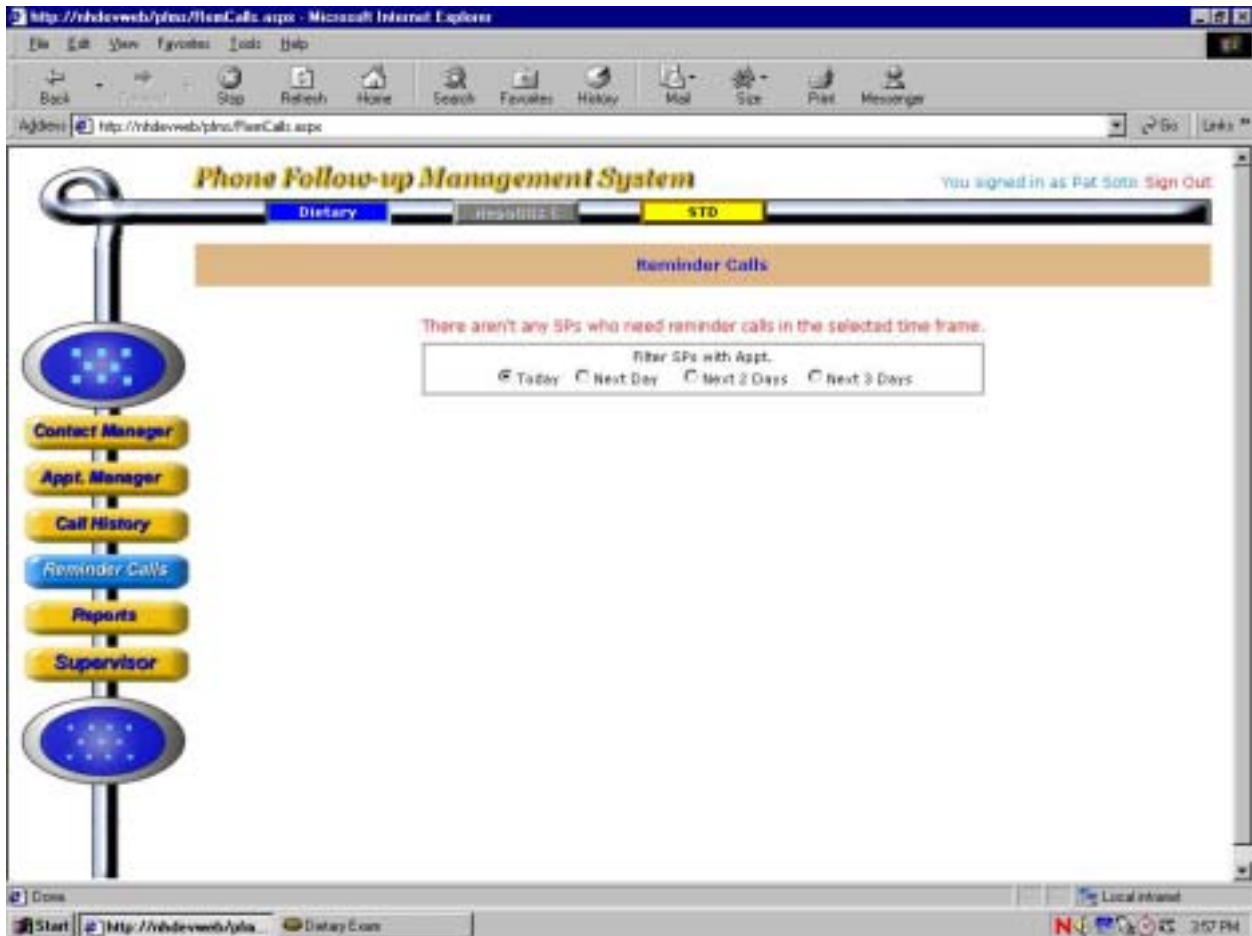 http://nhdevweb/pfms/RemCalls.aspx - Microsoft Internet Explorer
File Edit View Favorites Tools Help
Back Forward Stop Refresh Home Search Favorites History Mail Size Print Messenger
Address http://nhdevweb/pfms/RemCalls.aspx Go Links »
Phone Follow-up Management System
You signed in as Pat Soto Sign Out
Dietary Hepatitis C STD
Reminder Calls
There aren't any SPs who need reminder calls in the selected time frame.
Filter SPs with Appt.
Today Next Day Next 2 Days Next 3 Days
Contact Manager
Appt. Manager
Call History
Reminder Calls
Reports
Supervisor
Done Local intranet
Start http://nhdevweb/pfm... Dietary Exam 3:57 PM